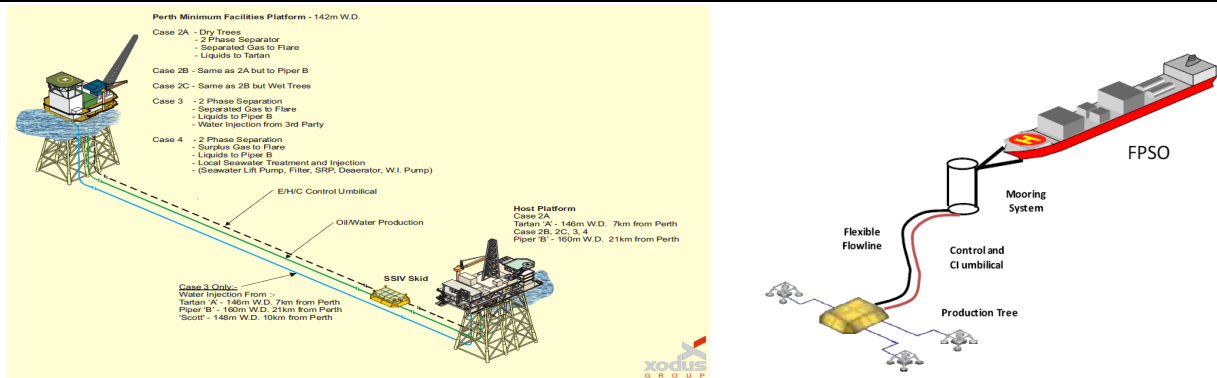 Perth Minimum Facilities Platform - 142m W.D.
Case 2A - Dry Trees
- 2 Phase Separator
- Separated Gas to Flare
- Liquids to Tartan
Case 2B - Same as 2A but to Piper B
Case 2C - Same as 2B but Wet Trees
Case 3 - 2 Phase Separation
- Separated Gas to Flare
- Liquids to Piper B
- Water Injection from 3rd Party
Case 4 - 2 Phase Separation
- Surplus Gas to Flare
- Liquids to Piper B
- Local Seawater Treatment and Injection
- (Seawater Lift Pump, Filter, SRP, Deaerator, W.I. Pump)
E/H/C Control Umbilical
Oil/Water Production
Host Platform
Case 2A
Tartan 'A' - 146m W.D. 7km from Perth
Case 2B, 2C, 3, 4
Piper 'B' - 160m W.D. 21km from Perth
SSIV Skid
Case 3 Only:-
Water Injection From :-
Tartan 'A' - 146m W.D. 7km from Perth
Piper 'B' - 160m W.D. 21km from Perth
'Scott' - 148m W.D. 10km from Perth
xodus
GROUP
H
FPSO
Mooring
System
Flexible
Flowline
Control and
CI umbilical
Production Tree